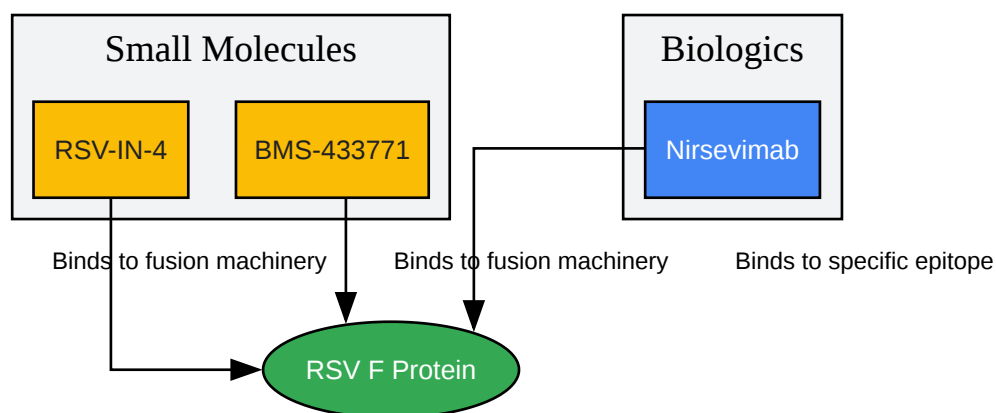 Small Molecules
Biologics
RSV-IN-4
BMS-433771
Nirsevimab
Binds to fusion machinery
Binds to fusion machinery
Binds to specific epitope
RSV F Protein